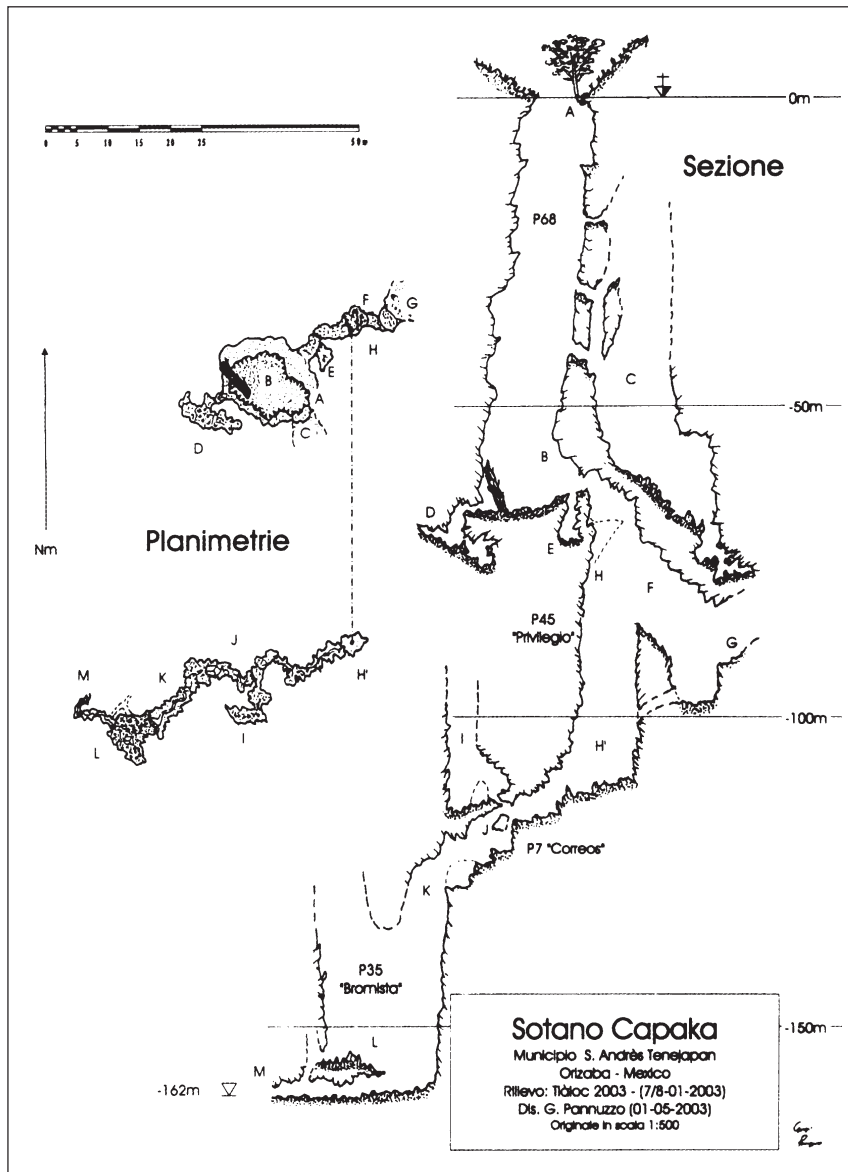 0m
A
Sezione
0 5 10 15 20 25 50 m
P68
F
G
H
E
B
A
C
C
D
-50m
B
D
Nm
Planimetrie
E
H
F
P45
"Privilegio"
G
J
M
K
H'
L
I
-100m
I
H'
J
P7 "Correos"
K
P35
"Bromista"
-150m
L
M
-162m
Sotano Capaka
Municipio S. Andrès Tenejapan
Orizaba - Mexico
Rilievo: Tlàloc 2003 - (7/8-01-2003)
Dis. G. Pannuzzo (01-05-2003)
Originale in scala 1:500